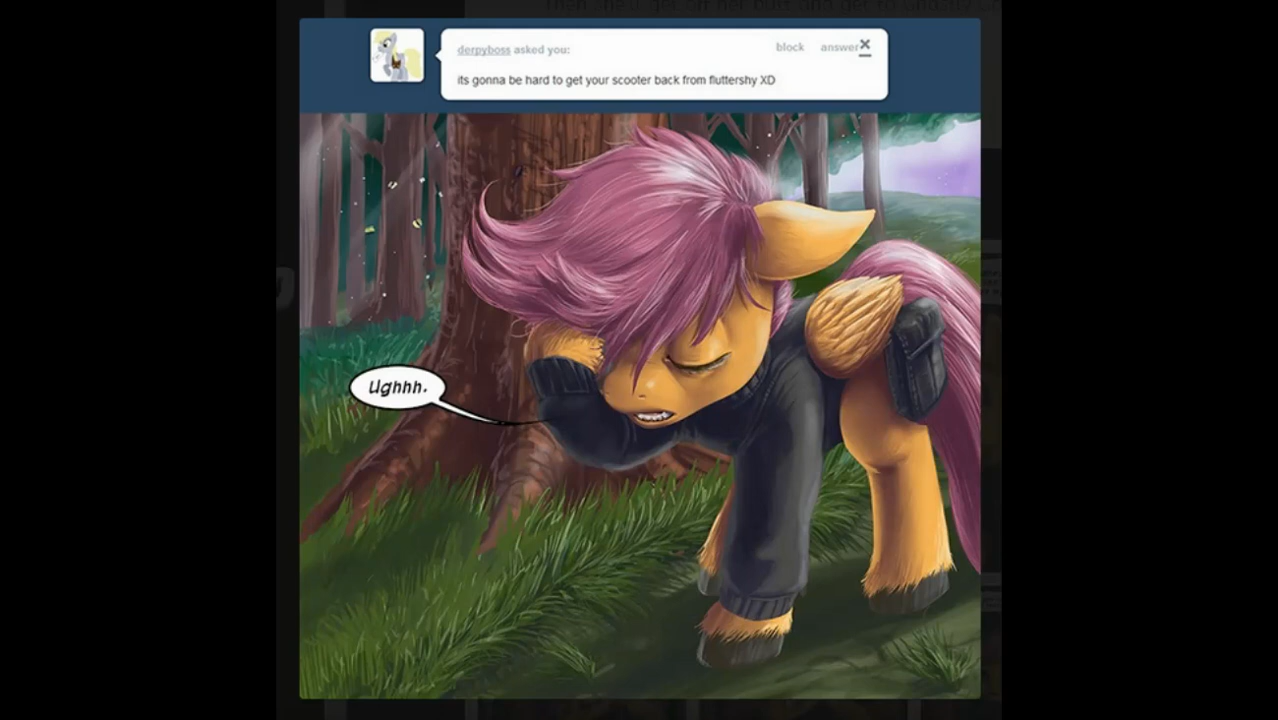 derpyboss asked you:
block
answer
its gonna be hard to get your scooter back from fluttershy XD
Ughhh.